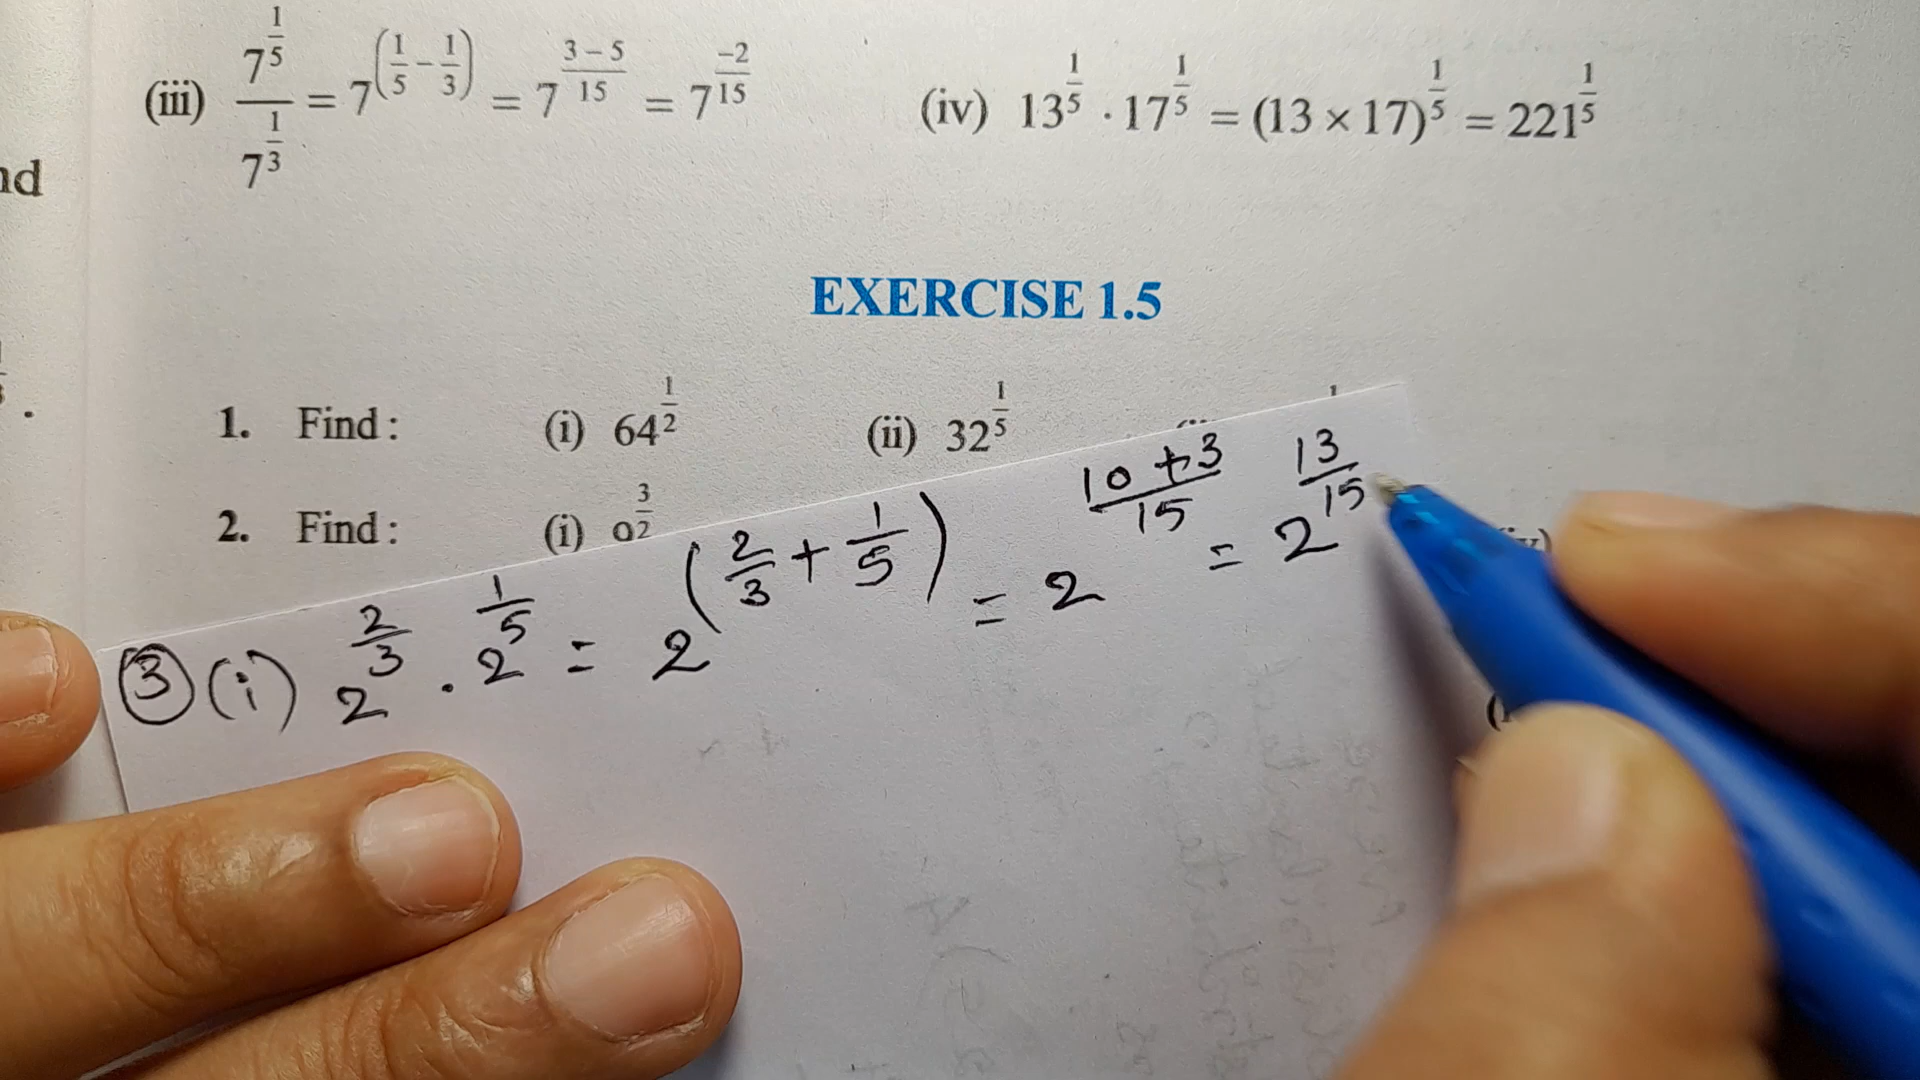 (iii) 7^(1/5) / 7^(1/3) = 7^(1/5 − 1/3) = 7^((3 − 5)/15) = 7^(−2/15) (iv) 13^(1/5) · 17^(1/5) = (13 × 17)^(1/5) = 221^(1/5)
EXERCISE 1.5
1. Find : (i) 64^(1/2) (ii) 32^(1/5)
2. Find : (i) 9^(3/2)
③ (i) 2^(2/3) . 2^(1/5) = 2^(2/3 + 1/5) = 2^((10 + 3)/15) = 2^(13/15)